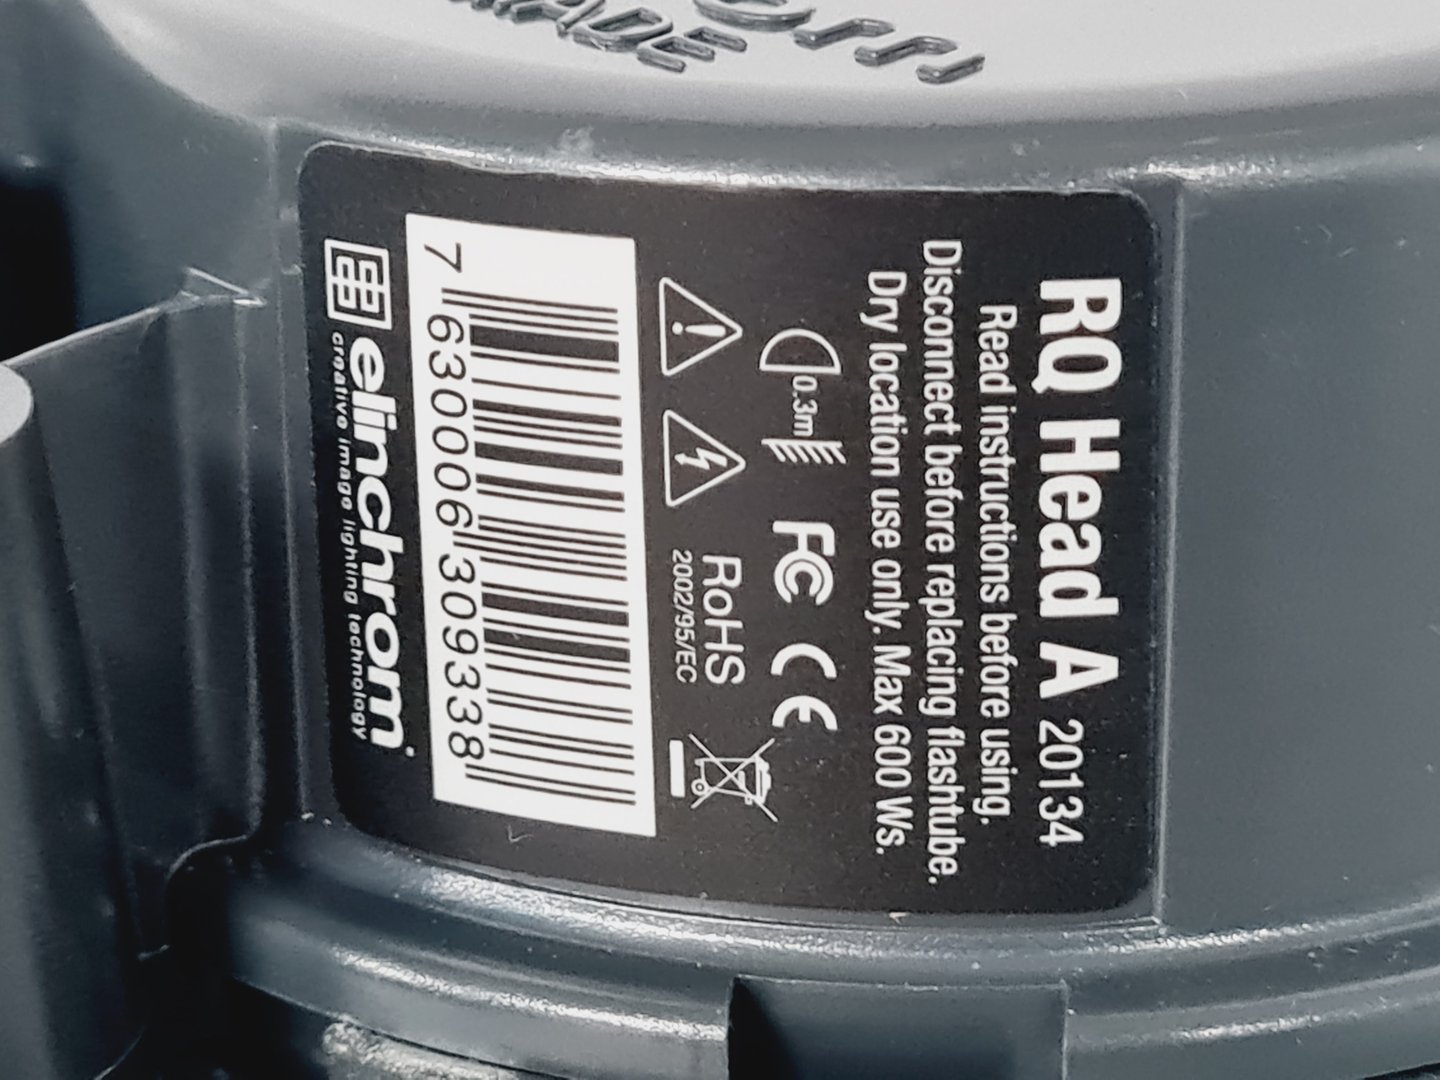 RQ Head A 20134
Read instructions before using.
Disconnect before replacing flashtube.
Dry location use only. Max 600 Ws.
0.3m FC CE
RoHS
2002/95/EC
7 630006 309338
elinchrom
creative image lighting technology